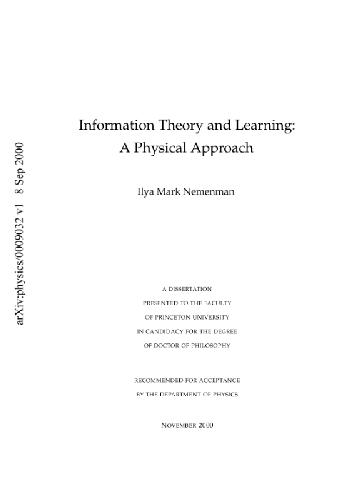 Information Theory and Learning:
A Physical Approach
Ilya Mark Nemenman
A DISSERTATION
PRESENTED TO THE FACULTY
OF PRINCETON UNIVERSITY
IN CANDIDACY FOR THE DEGREE
OF DOCTOR OF PHILOSOPHY
RECOMMENDED FOR ACCEPTANCE
BY THE DEPARTMENT OF PHYSICS
NOVEMBER 2000
arXiv:physics/0009032 v1 8 Sep 2000